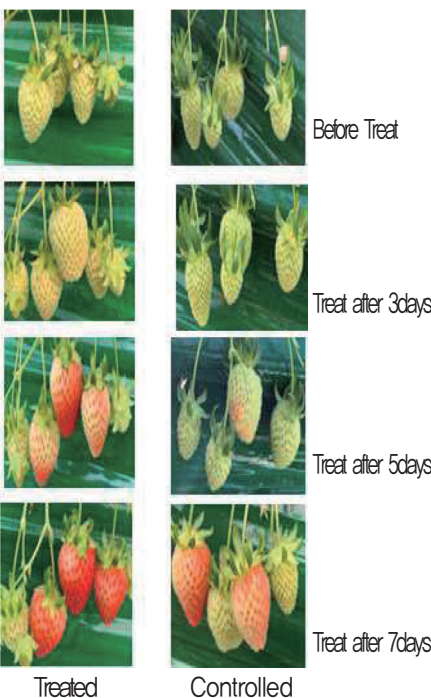 Before Treat
Treat after 3days
Treat after 5days
Treat after 7days
Treated
Controlled